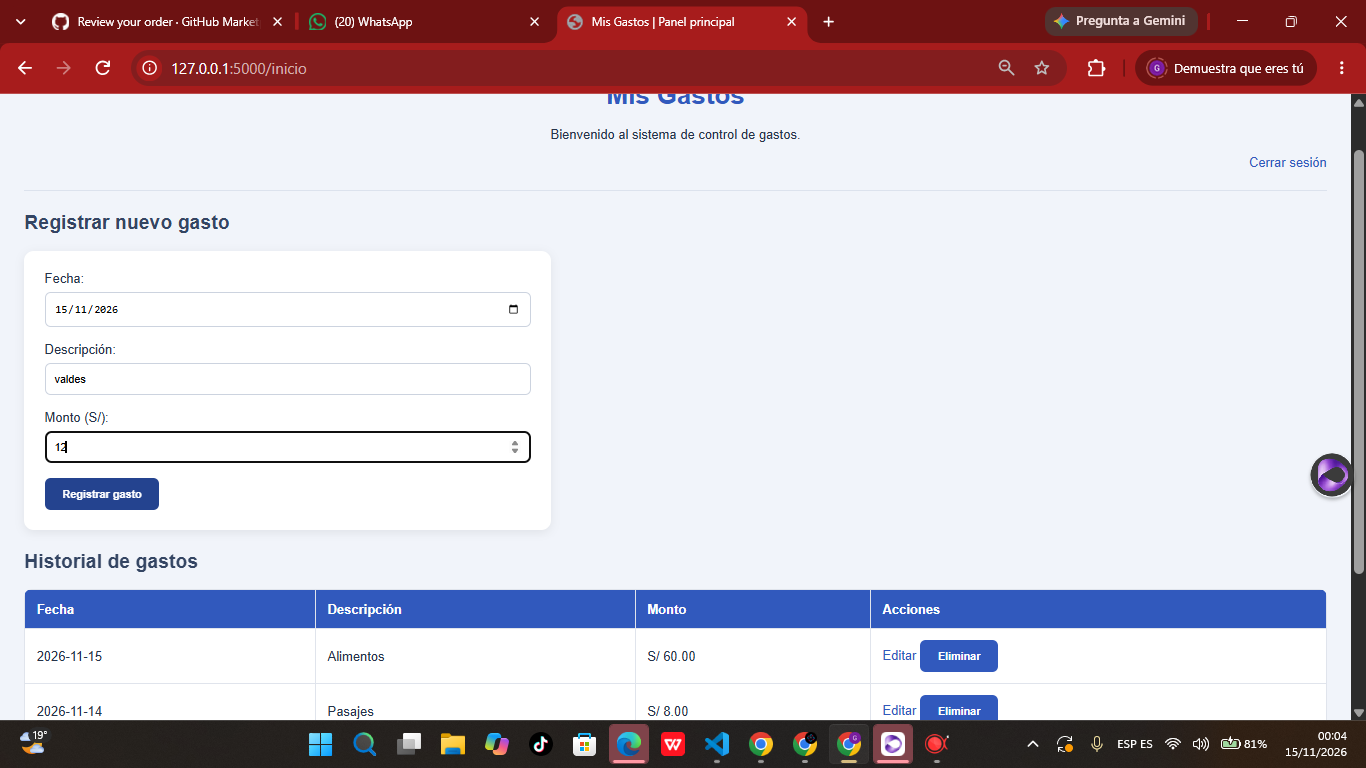 Review your order · GitHub Market
(20) WhatsApp
Mis Gastos | Panel principal
Pregunta a Gemini
127.0.0.1:5000/inicio
G
Demuestra que eres tú
Mis Gastos
Bienvenido al sistema de control de gastos.
Cerrar sesión
Registrar nuevo gasto
Fecha:
15/11/2026
Descripción:
valdes
Monto (S/):
12
Registrar gasto
Historial de gastos
Fecha Descripción Monto Acciones
2026-11-15 Alimentos S/ 60.00 Editar Eliminar
2026-11-14 Pasajes S/ 8.00 Editar Eliminar
19°
ESP ES
81%
00:04
15/11/2026